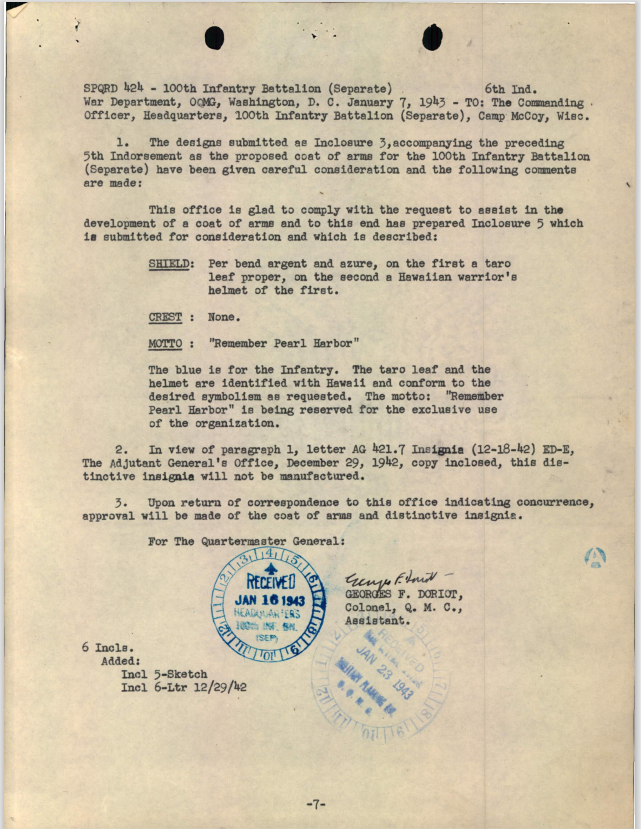 SPQRD 424 - 100th Infantry Battalion (Separate) 6th Ind.
War Department, OQMG, Washington, D. C. January 7, 1943 - TO: The Commanding
Officer, Headquarters, 100th Infantry Battalion (Separate), Camp McCoy, Wisc.
1. The designs submitted as Inclosure 3, accompanying the preceding
5th Indorsement as the proposed coat of arms for the 100th Infantry Battalion
(Separate) have been given careful consideration and the following comments
are made:
This office is glad to comply with the request to assist in the
development of a coat of arms and to this end has prepared Inclosure 5 which
is submitted for consideration and which is described:
SHIELD: Per bend argent and azure, on the first a taro
leaf proper, on the second a Hawaiian warrior's
helmet of the first.
CREST : None.
MOTTO : "Remember Pearl Harbor"
The blue is for the Infantry. The taro leaf and the
helmet are identified with Hawaii and conform to the
desired symbolism as requested. The motto: "Remember
Pearl Harbor" is being reserved for the exclusive use
of the organization.
2. In view of paragraph 1, letter AG 421.7 Insignia (12-18-42) ED-E,
The Adjutant General's Office, December 29, 1942, copy inclosed, this dis-
tinctive insignia will not be manufactured.
3. Upon return of correspondence to this office indicating concurrence,
approval will be made of the coat of arms and distinctive insignia.
For The Quartermaster General:
RECEIVED
JAN 16 1943
HEADQUARTERS
100th INF. BN.
(SEP)
Georges F. Doriot
GEORGES F. DORIOT,
Colonel, Q. M. C.,
Assistant.
RECEIVED
JAN 23 1943
MILITARY PLANNING DIV.
O. Q. M. G.
6 Incls.
Added:
Incl 5-Sketch
Incl 6-Ltr 12/29/42
-7-